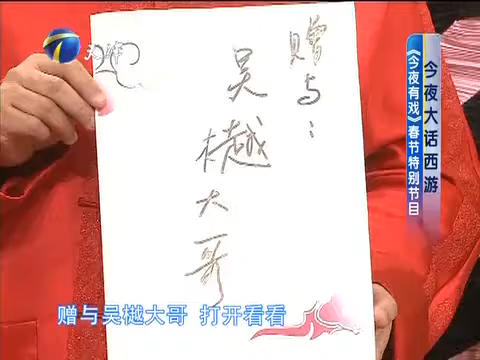 赠与：
吴樾大哥
今夜大话西游
《今夜有戏》春节特别节目
赠与吴樾大哥 打开看看